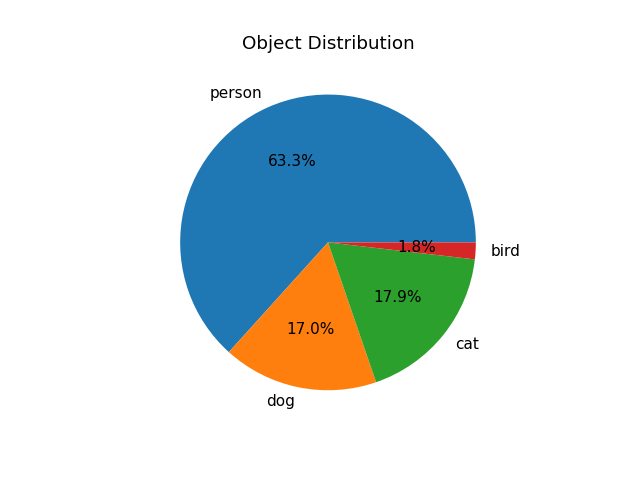 Object Distribution
person
63.3%
1.8%
bird
17.9%
17.0%
cat
dog